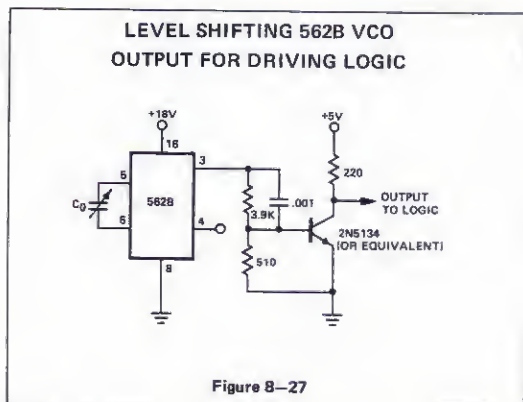 LEVEL SHIFTING 562B VCO
OUTPUT FOR DRIVING LOGIC
+18V
+5V
16
3
220
5
C0
562B
.001
OUTPUT
TO LOGIC
3.9K
6
4
2N5134
(OR EQUIVALENT)
510
8
Figure 8—27